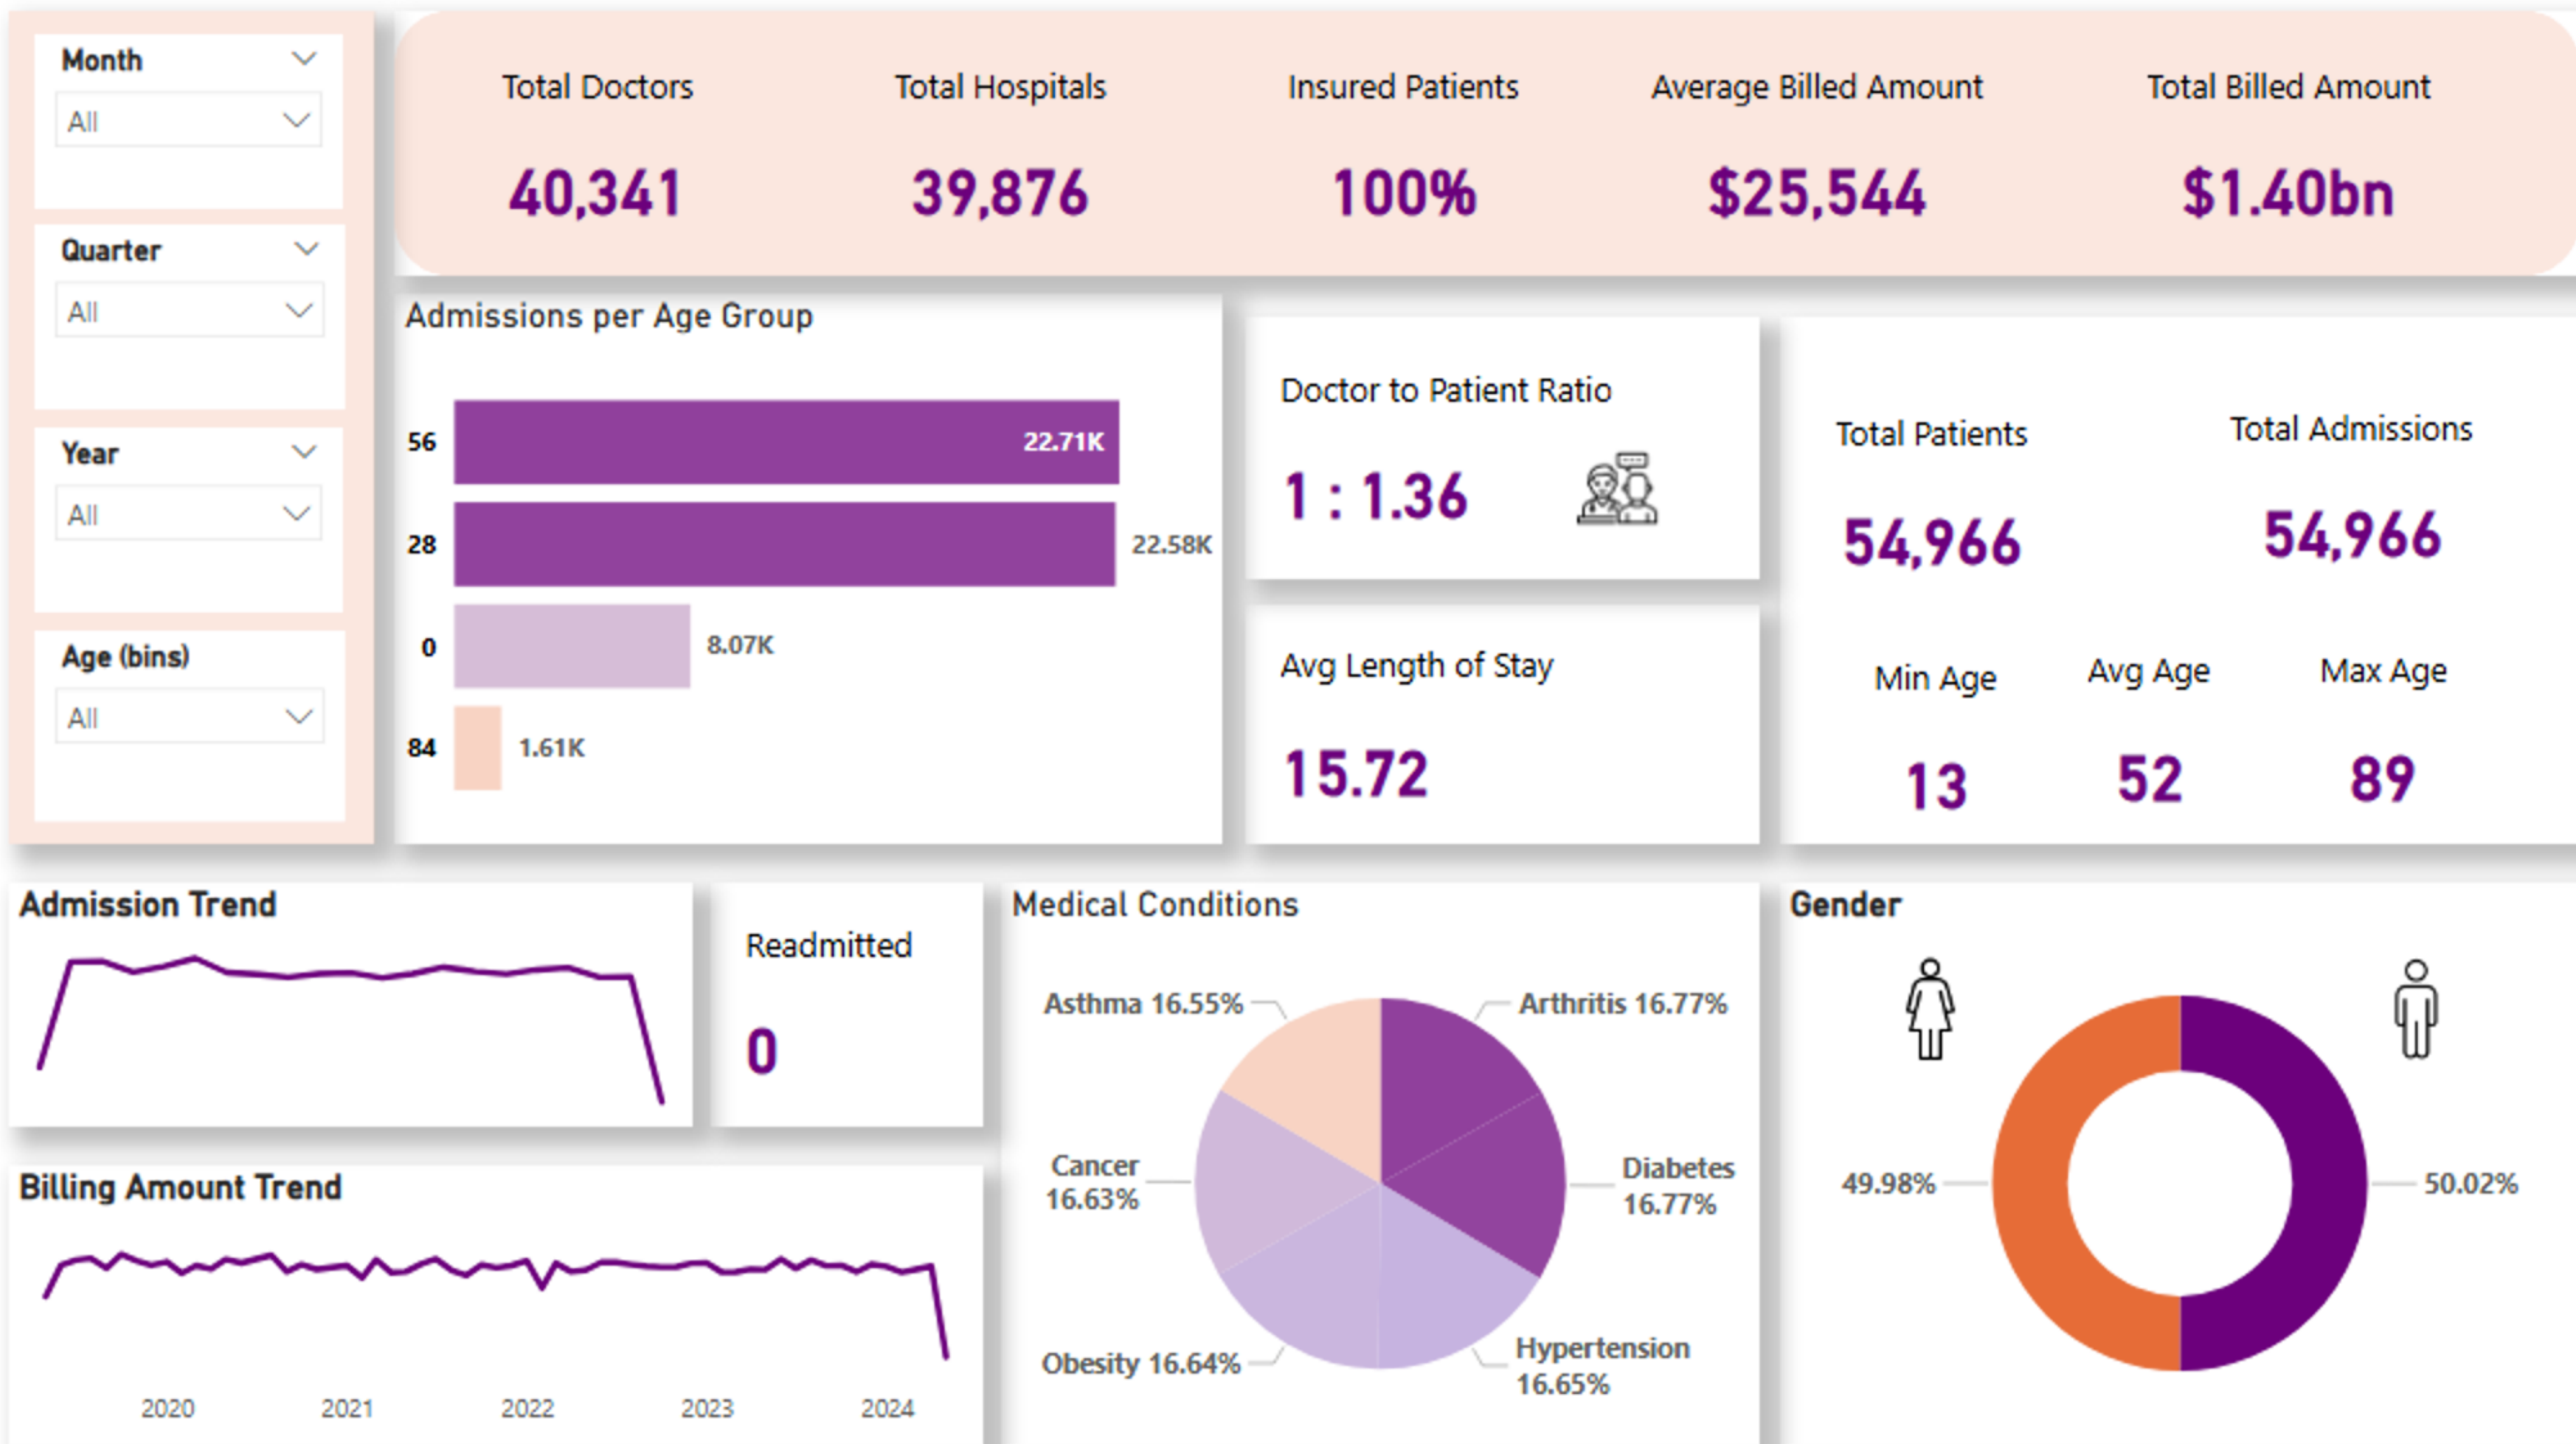 Month
All
Quarter
All
Year
All
Age (bins)
All
Total Doctors
40,341
Total Hospitals
39,876
Insured Patients
100%
Average Billed Amount
$25,544
Total Billed Amount
$1.40bn
Admissions per Age Group
56
22.71K
28
22.58K
0
8.07K
84
1.61K
Doctor to Patient Ratio
1 : 1.36
Avg Length of Stay
15.72
Total Patients
54,966
Total Admissions
54,966
Min Age
13
Avg Age
52
Max Age
89
Admission Trend
Readmitted
0
Billing Amount Trend
2020
2021
2022
2023
2024
Medical Conditions
Asthma 16.55%
Arthritis 16.77%
Cancer
16.63%
Diabetes
16.77%
Obesity 16.64%
Hypertension
16.65%
Gender
49.98%
50.02%